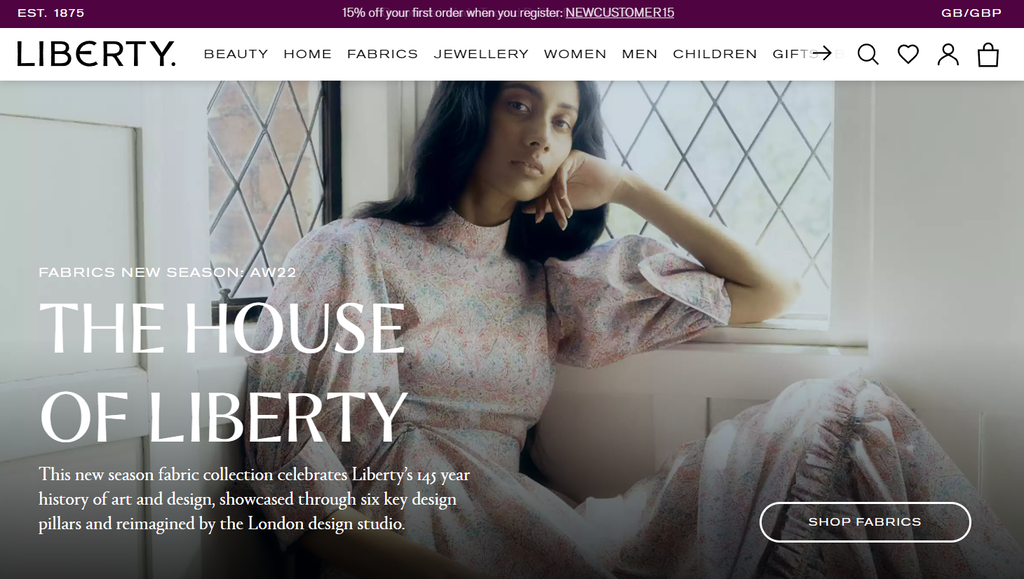 EST. 1875
15% off your first order when you register: NEWCUSTOMER15
GB/GBP
LIBERTY.
BEAUTY HOME FABRICS JEWELLERY WOMEN MEN CHILDREN GIFTS
FABRICS NEW SEASON: AW22
THE HOUSE
OF LIBERTY
This new season fabric collection celebrates Liberty's 145 year
history of art and design, showcased through six key design
pillars and reimagined by the London design studio.
SHOP FABRICS